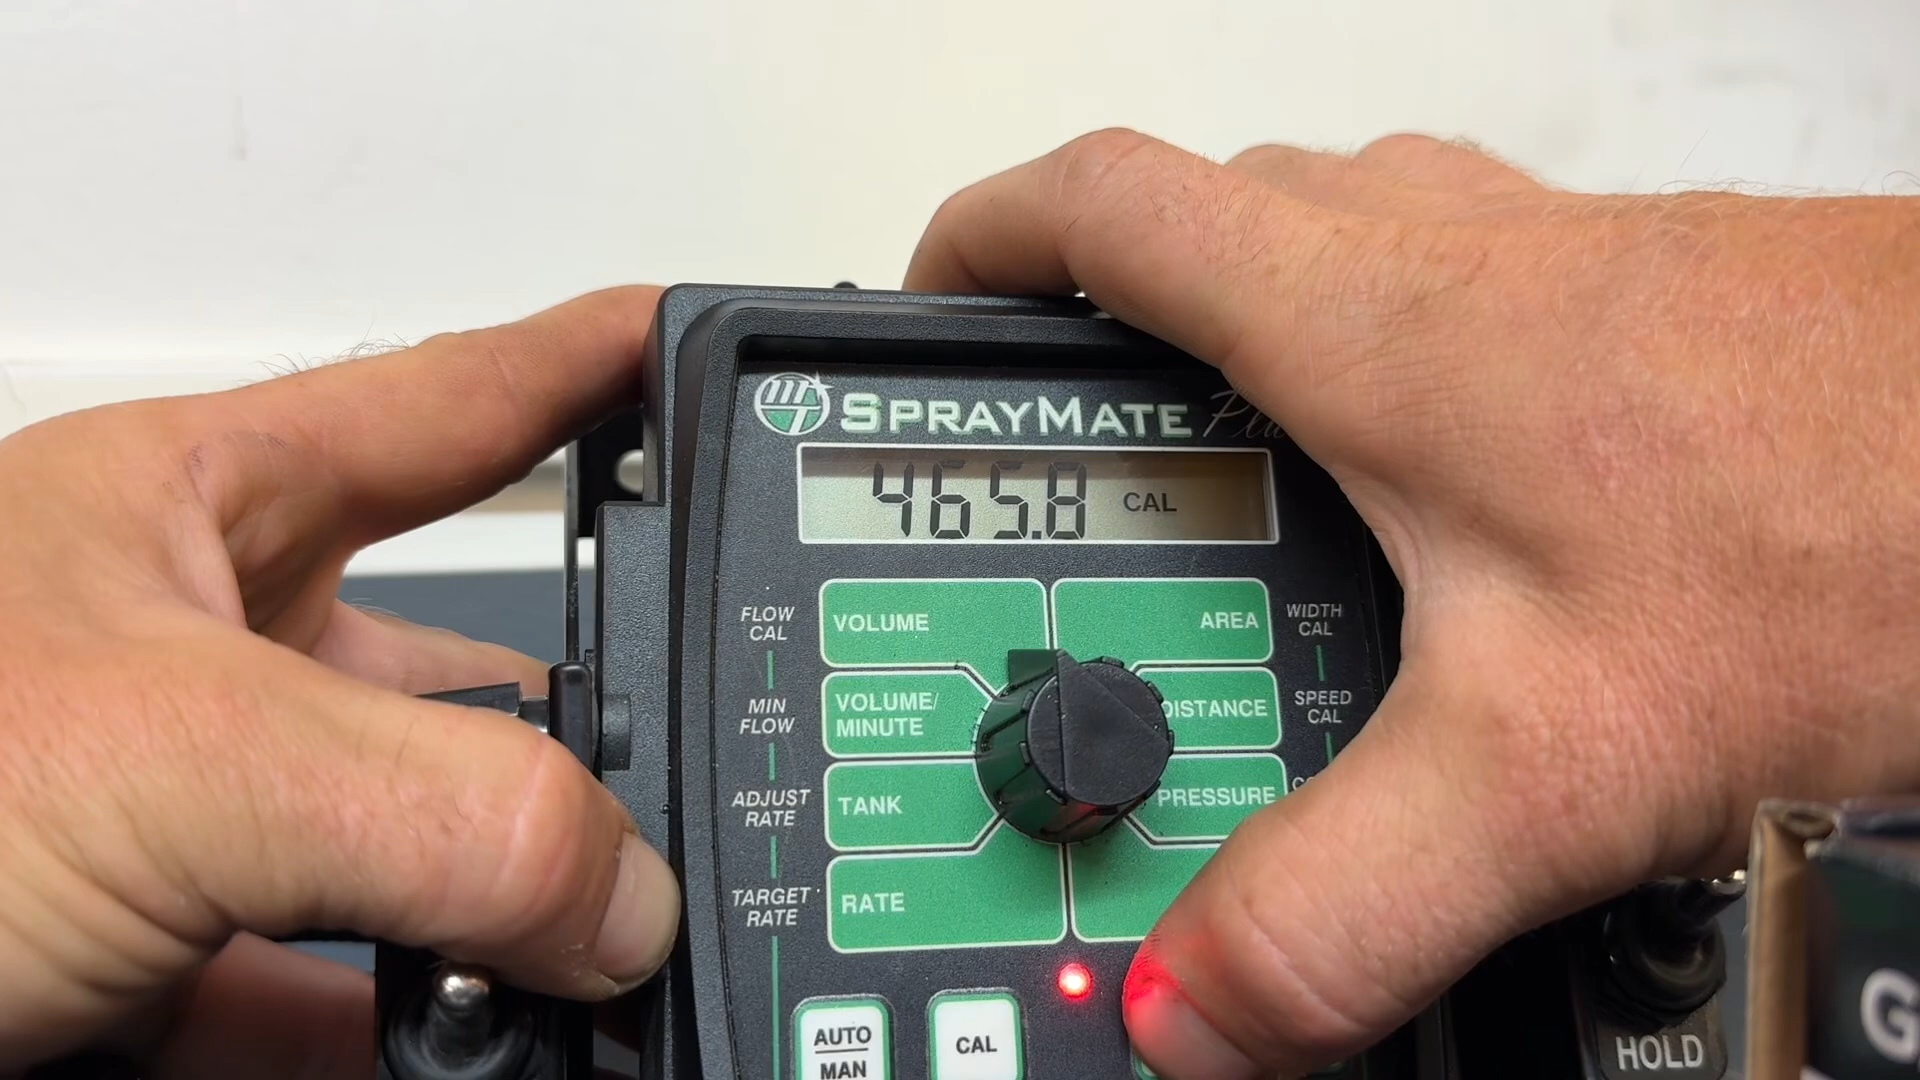 SPRAYMATE Plus
465.8 CAL
FLOW CAL
VOLUME
AREA
WIDTH CAL
MIN FLOW
VOLUME/
MINUTE
DISTANCE
SPEED CAL
ADJUST RATE
TANK
PRESSURE
TARGET RATE
RATE
AUTO
MAN
CAL
HOLD